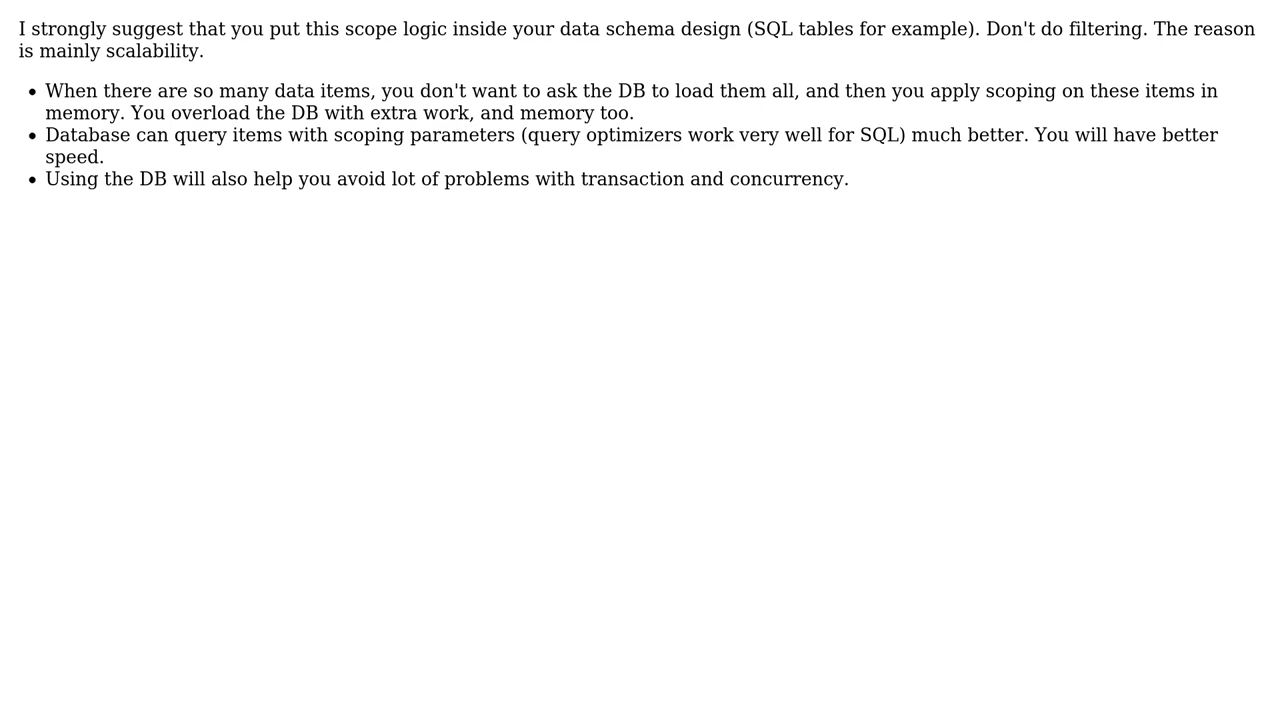 I strongly suggest that you put this scope logic inside your data schema design (SQL tables for example). Don't do filtering. The reason
is mainly scalability.
• When there are so many data items, you don't want to ask the DB to load them all, and then you apply scoping on these items in
memory. You overload the DB with extra work, and memory too.
• Database can query items with scoping parameters (query optimizers work very well for SQL) much better. You will have better
speed.
• Using the DB will also help you avoid lot of problems with transaction and concurrency.